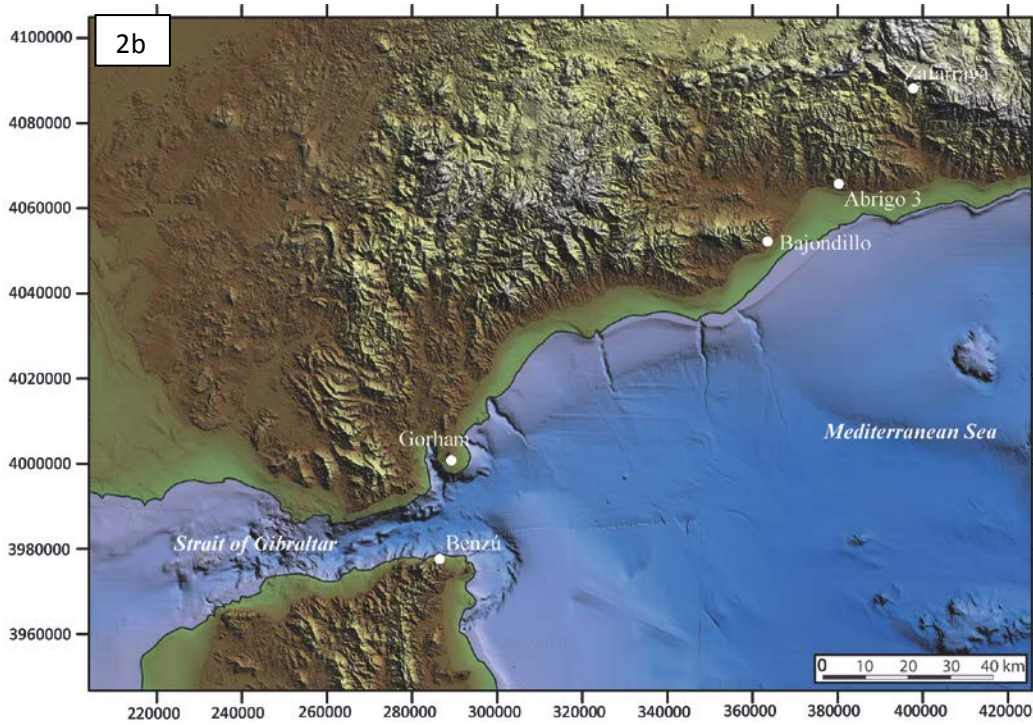 2b
4100000
4080000
4060000
4040000
4020000
4000000
3980000
3960000
Zafarraya
Abrigo 3
Bajondillo
Gorham
Mediterranean Sea
Strait of Gibraltar
Benzú
0 10 20 30 40 km
220000 240000 260000 280000 300000 320000 340000 360000 380000 400000 420000